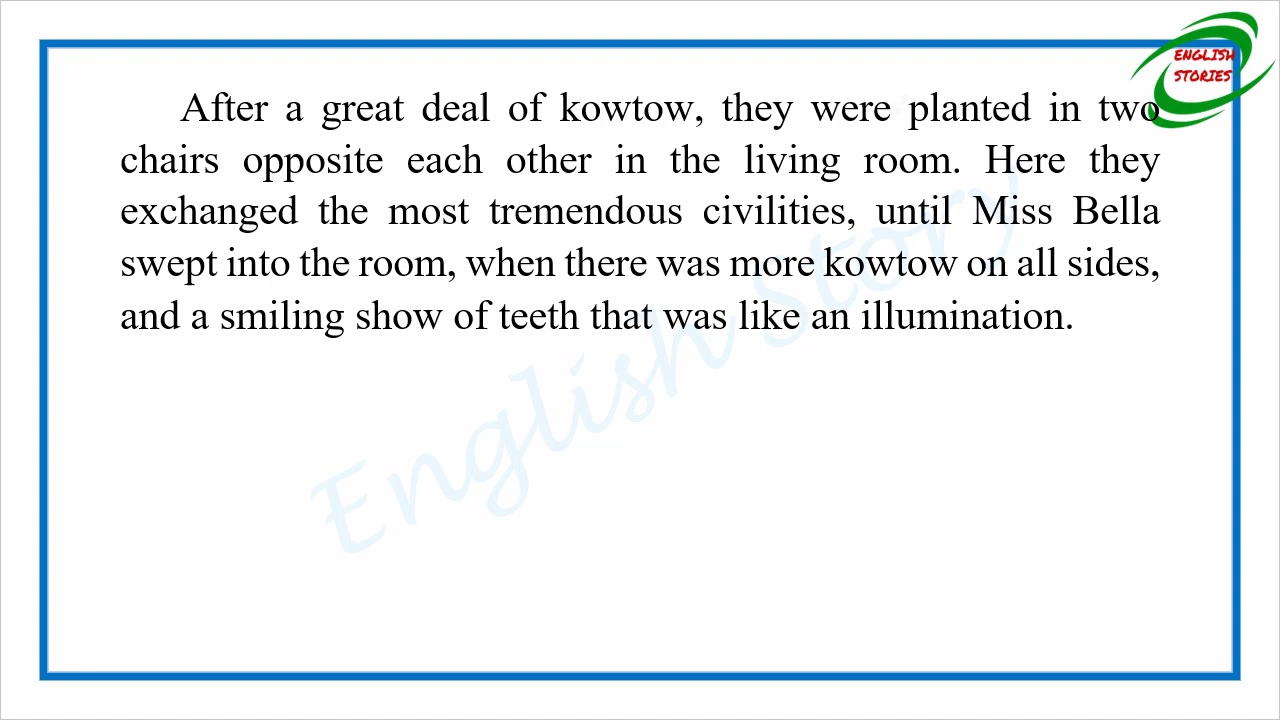 ENGLISH
STORIES
After a great deal of kowtow, they were planted in two
chairs opposite each other in the living room. Here they
exchanged the most tremendous civilities, until Miss Bella
swept into the room, when there was more kowtow on all sides,
and a smiling show of teeth that was like an illumination.
English Story